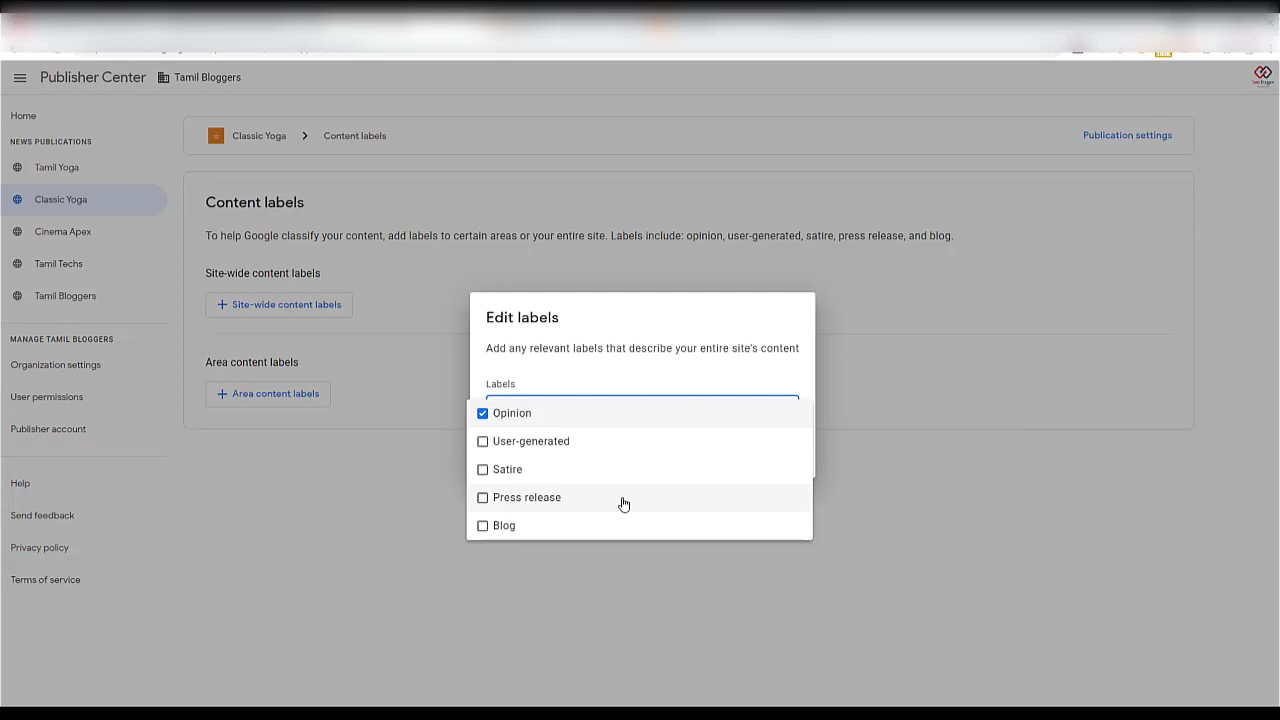 Publisher Center
Tamil Bloggers
Home
NEWS PUBLICATIONS
Tamil Yoga
Classic Yoga
Cinema Apex
Tamil Techs
Tamil Bloggers
MANAGE TAMIL BLOGGERS
Organization settings
User permissions
Publisher account
Help
Send feedback
Privacy policy
Terms of service
Classic Yoga
Content labels
Publication settings
Content labels
To help Google classify your content, add labels to certain areas or your entire site. Labels include: opinion, user-generated, satire, press release, and blog.
Site-wide content labels
Site-wide content labels
Area content labels
Area content labels
Edit labels
Add any relevant labels that describe your entire site's content
Labels
Opinion
User-generated
Satire
Press release
Blog